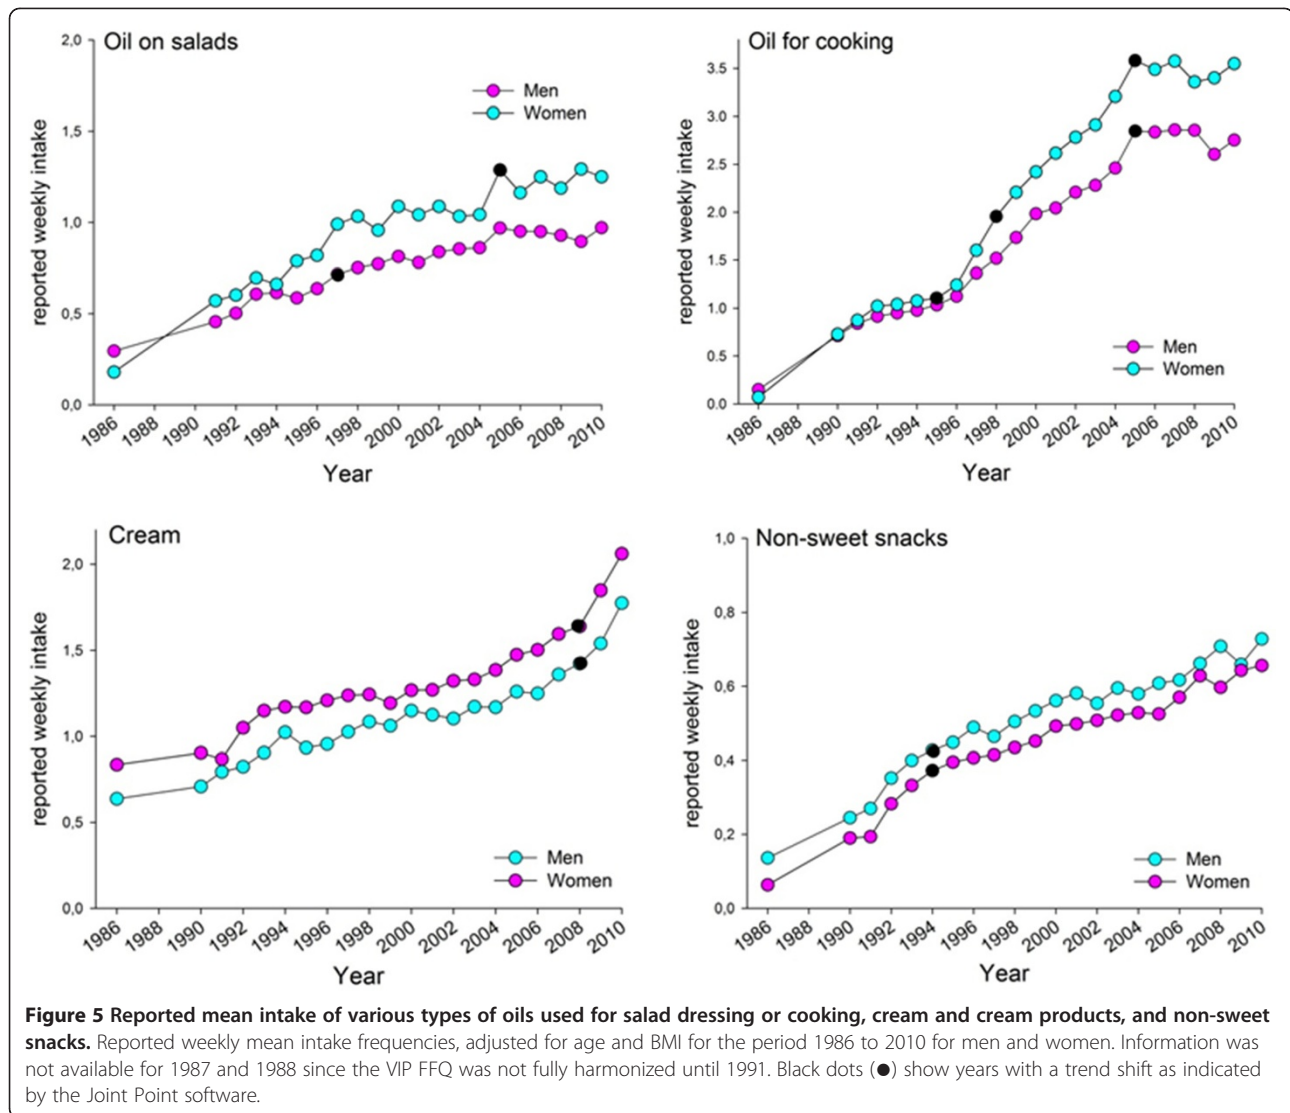 Oil on salads
2,0
1,5
1,0
0,5
0,0
reported weekly intake
Men
Women
1986 1988 1990 1992 1994 1996 1998 2000 2002 2004 2006 2008 2010
Year
Oil for cooking
3.5
3.0
2.5
2.0
1.5
1.0
0.5
0.0
reported weekly intake
Men
Women
1986 1988 1990 1992 1994 1996 1998 2000 2002 2004 2006 2008 2010
Year
Cream
2,0
1,5
1,0
0,5
0,0
reported weekly intake
Men
Women
1986 1988 1990 1992 1994 1996 1998 2000 2002 2004 2006 2008 2010
Year
Non-sweet snacks
1,0
0,8
0,6
0,4
0,2
0,0
reported weekly intake
Men
Women
1986 1988 1990 1992 1994 1996 1998 2000 2002 2004 2006 2008 2010
Year
Figure 5 Reported mean intake of various types of oils used for salad dressing or cooking, cream and cream products, and non-sweet
snacks. Reported weekly mean intake frequencies, adjusted for age and BMI for the period 1986 to 2010 for men and women. Information was
not available for 1987 and 1988 since the VIP FFQ was not fully harmonized until 1991. Black dots (●) show years with a trend shift as indicated
by the Joint Point software.